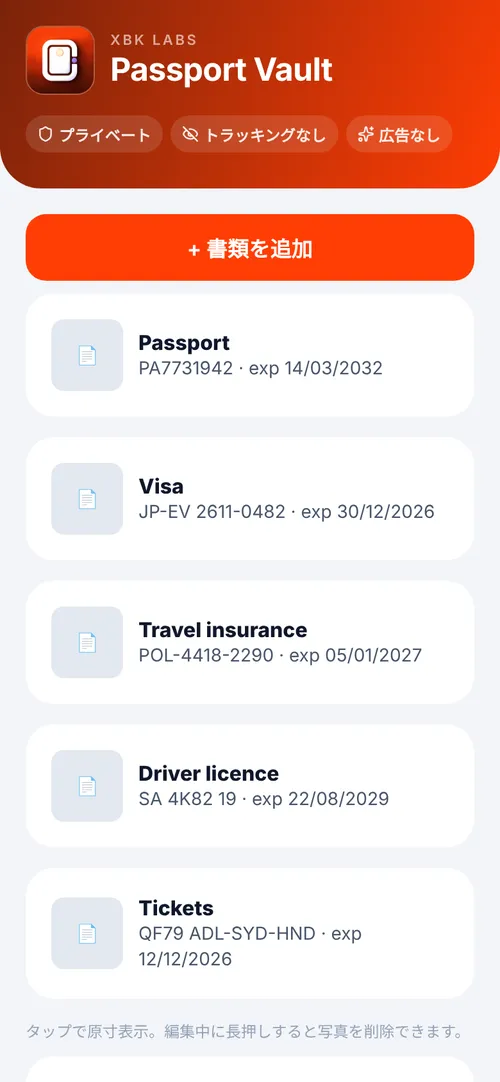 XBK LABS
Passport Vault
プライベート
トラッキングなし
広告なし
+ 書類を追加
Passport
PA7731942 · exp 14/03/2032
Visa
JP-EV 2611-0482 · exp 30/12/2026
Travel insurance
POL-4418-2290 · exp 05/01/2027
Driver licence
SA 4K82 19 · exp 22/08/2029
Tickets
QF79 ADL-SYD-HND · exp
12/12/2026
タップで原寸表示。編集中に長押しすると写真を削除できます。